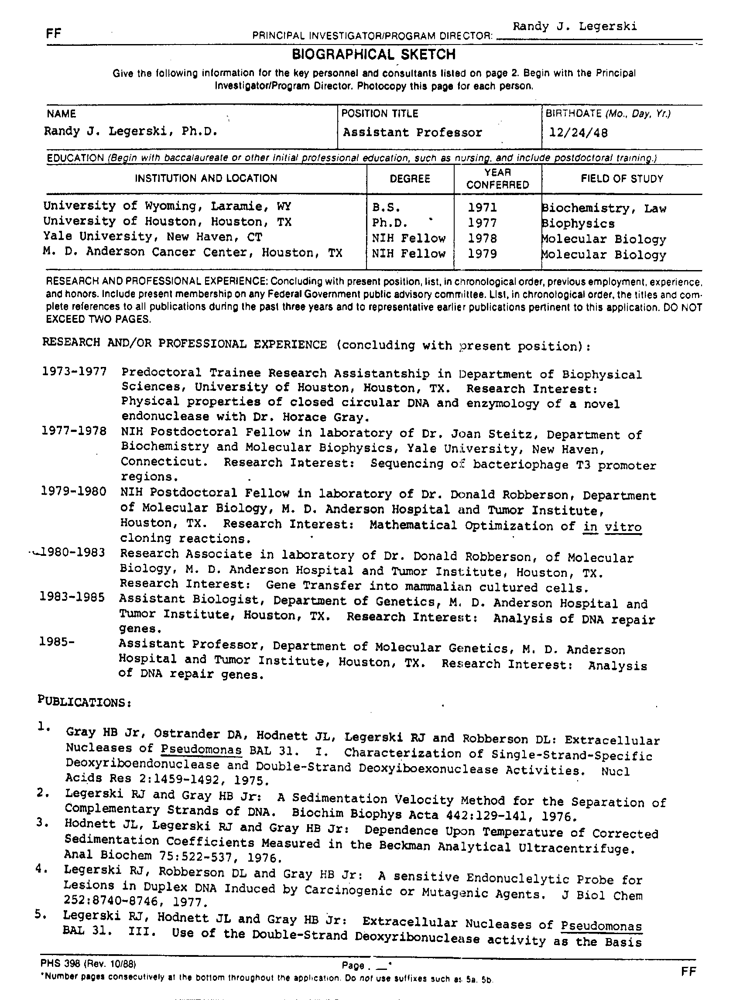 Randy J. Legerski
FF
PRINCIPAL INVESTIGATOR/PROGRAM DIRECTOR:
BIOGRAPHICAL SKETCH
Give the following information for the key personnel and consultants listed on page 2. Begin with the Principal
Investigator/Program Director. Photocopy this page for each person.
NAME POSITION TITLE BIRTHDATE (Mo., Day, Yr.)
Randy J. Legerski, Ph.D. Assistant Professor 12/24/48
EDUCATION (Begin with baccalaureate or other initial professional education, such as nursing, and include postdoctoral training.)
INSTITUTION AND LOCATION DEGREE YEAR CONFERRED FIELD OF STUDY
University of Wyoming, Laramie, WY B.S. 1971 Biochemistry, Law
University of Houston, Houston, TX Ph.D. 1977 Biophysics
Yale University, New Haven, CT NIH Fellow 1978 Molecular Biology
M. D. Anderson Cancer Center, Houston, TX NIH Fellow 1979 Molecular Biology
RESEARCH AND PROFESSIONAL EXPERIENCE: Concluding with present position, list, in chronological order, previous employment, experience,
and honors. Include present membership on any Federal Government public advisory committee. List, in chronological order, the titles and com-
plete references to all publications during the past three years and to representative earlier publications pertinent to this application. DO NOT
EXCEED TWO PAGES.
RESEARCH AND/OR PROFESSIONAL EXPERIENCE (concluding with present position):
1973-1977 Predoctoral Trainee Research Assistantship in Department of Biophysical
Sciences, University of Houston, Houston, TX. Research Interest:
Physical properties of closed circular DNA and enzymology of a novel
endonuclease with Dr. Horace Gray.
1977-1978 NIH Postdoctoral Fellow in laboratory of Dr. Joan Steitz, Department of
Biochemistry and Molecular Biophysics, Yale University, New Haven,
Connecticut. Research Interest: Sequencing of bacteriophage T3 promoter
regions.
1979-1980 NIH Postdoctoral Fellow in laboratory of Dr. Donald Robberson, Department
of Molecular Biology, M. D. Anderson Hospital and Tumor Institute,
Houston, TX. Research Interest: Mathematical Optimization of in vitro
cloning reactions.
1980-1983 Research Associate in laboratory of Dr. Donald Robberson, of Molecular
Biology, M. D. Anderson Hospital and Tumor Institute, Houston, TX.
Research Interest: Gene Transfer into mammalian cultured cells.
1983-1985 Assistant Biologist, Department of Genetics, M. D. Anderson Hospital and
Tumor Institute, Houston, TX. Research Interest: Analysis of DNA repair
genes.
1985- Assistant Professor, Department of Molecular Genetics, M. D. Anderson
Hospital and Tumor Institute, Houston, TX. Research Interest: Analysis
of DNA repair genes.
PUBLICATIONS:
1. Gray HB Jr, Ostrander DA, Hodnett JL, Legerski RJ and Robberson DL: Extracellular
Nucleases of Pseudomonas BAL 31. I. Characterization of Single-Strand-Specific
Deoxyriboendonuclease and Double-Strand Deoxyiboexonuclease Activities. Nucl
Acids Res 2:1459-1492, 1975.
2. Legerski RJ and Gray HB Jr: A Sedimentation Velocity Method for the Separation of
Complementary Strands of DNA. Biochim Biophys Acta 442:129-141, 1976.
3. Hodnett JL, Legerski RJ and Gray HB Jr: Dependence Upon Temperature of Corrected
Sedimentation Coefficients Measured in the Beckman Analytical Ultracentrifuge.
Anal Biochem 75:522-537, 1976.
4. Legerski RJ, Robberson DL and Gray HB Jr: A sensitive Endonuclelytic Probe for
Lesions in Duplex DNA Induced by Carcinogenic or Mutagenic Agents. J Biol Chem
252:8740-8746, 1977.
5. Legerski RJ, Hodnett JL and Gray HB Jr: Extracellular Nucleases of Pseudomonas
BAL 31. III. Use of the Double-Strand Deoxyribonuclease activity as the Basis
PHS 398 (Rev. 10/88) Page __* FF
*Number pages consecutively at the bottom throughout the application. Do not use suffixes such as 5a, 5b.